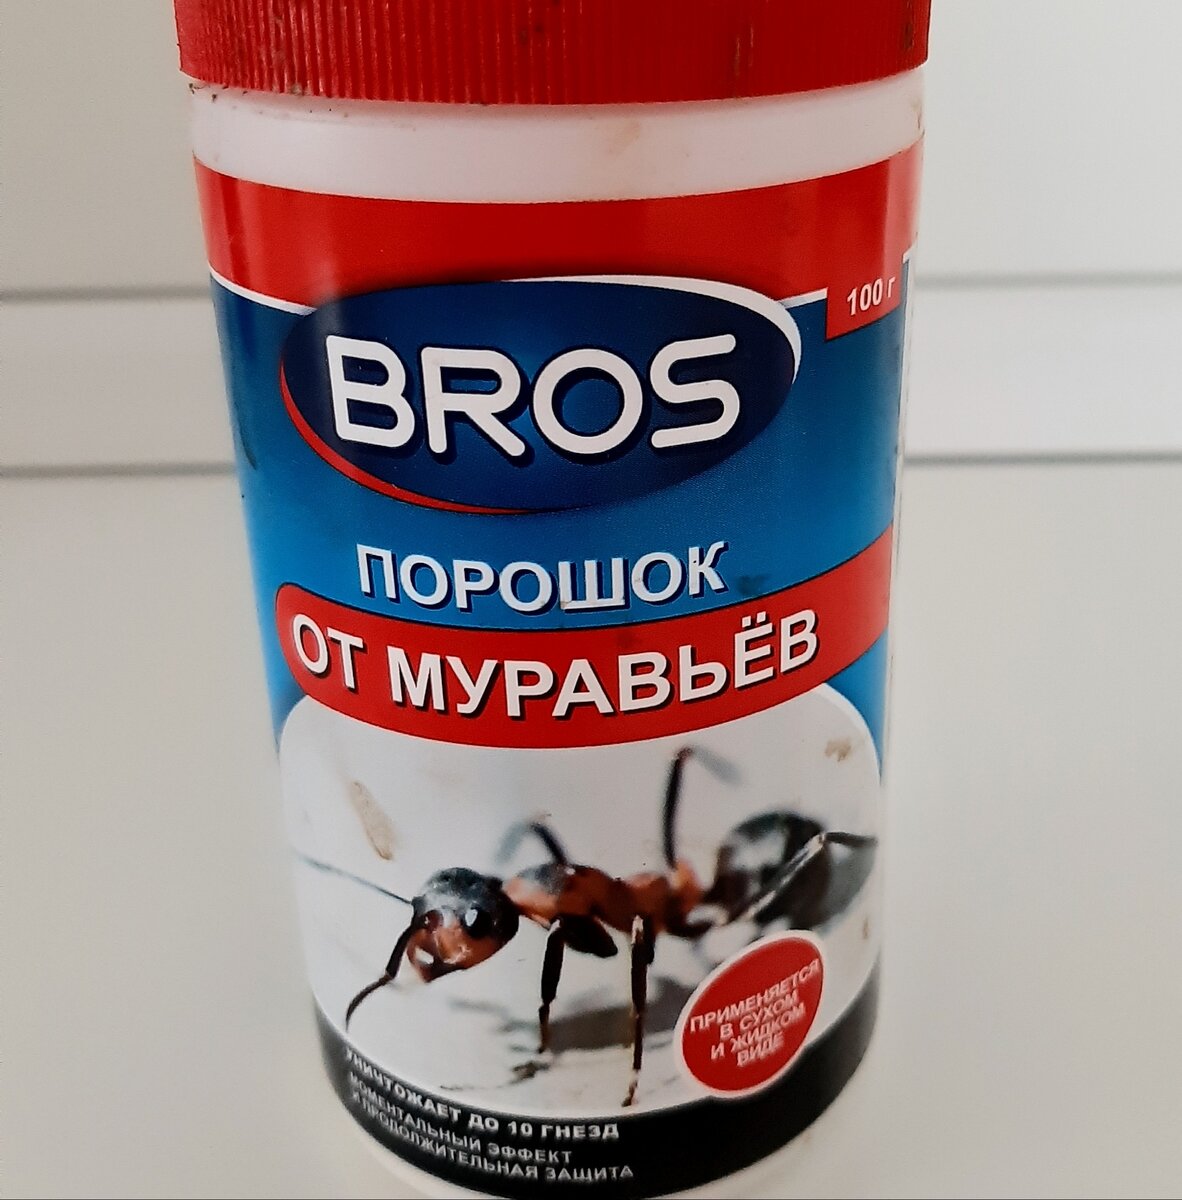 100 г
BROS
ПОРОШОК
ОТ МУРАВЬЁВ
ПРИМЕНЯЕТСЯ
В СУХОМ
И ЖИДКОМ
ВИДЕ
УНИЧТОЖАЕТ ДО 10 ГНЕЗД
МОМЕНТАЛЬНЫЙ ЭФФЕКТ
И ПРОДОЛЖИТЕЛЬНАЯ ЗАЩИТА